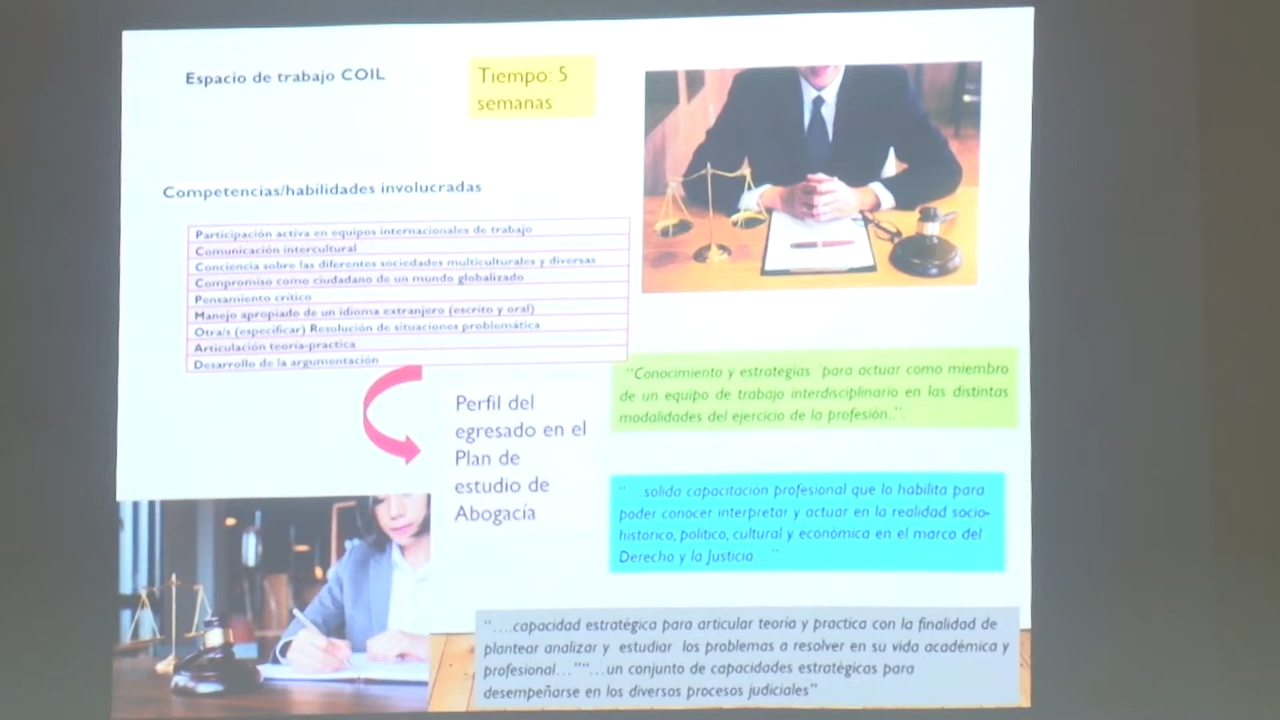 Espacio de trabajo COIL
Tiempo: 5
semanas
Competencias/habilidades involucradas
Participación activa en equipos internacionales de trabajo
Comunicación intercultural
Conciencia sobre las diferentes sociedades multiculturales y diversas
Compromiso como ciudadano de un mundo globalizado
Pensamiento crítico
Manejo apropiado de un idioma extranjero (escrito y oral)
Otra/s (especificar) Resolución de situaciones problemática
Articulación teoría-practica
Desarrollo de la argumentación
Perfil del
egresado en el
Plan de
estudio de
Abogacía
"Conocimiento y estrategias para actuar como miembro
de un equipo de trabajo interdisciplinario en las distintas
modalidades del ejercicio de la profesión..".
"…solida capacitación profesional que lo habilita para
poder conocer interpretar y actuar en la realidad socio-
histórico, político, cultural y económica en el marco del
Derecho y la Justicia…"
"….capacidad estratégica para articular teoria y practica con la finalidad de
plantear analizar y estudiar los problemas a resolver en su vida académica y
profesional…""…un conjunto de capacidades estratégicas para
desempeñarse en los diversos procesos judiciales"